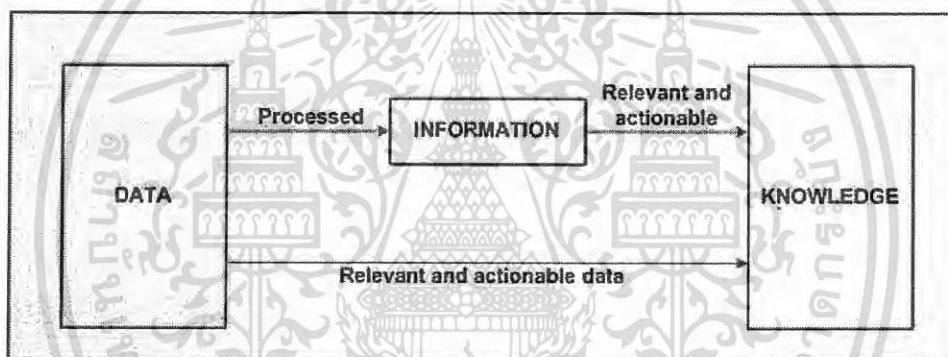 Processed
INFORMATION
Relevant and
actionable
DATA
KNOWLEDGE
Relevant and actionable data